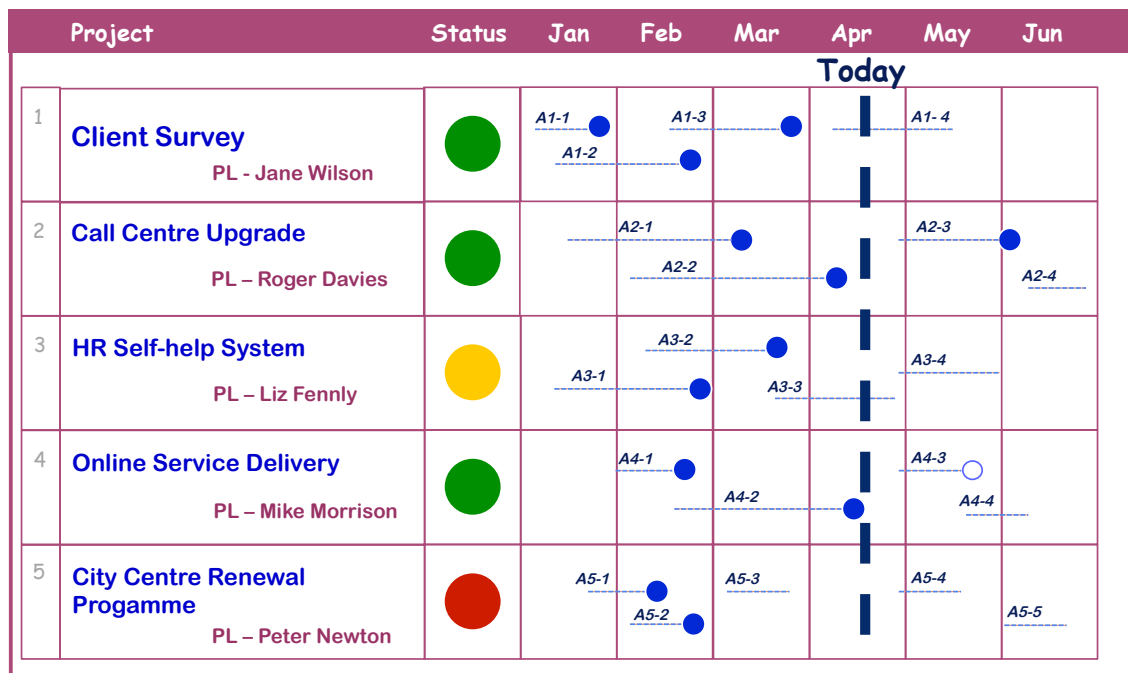 Project Status Jan Feb Mar Apr May Jun
Today
1
Client Survey
PL - Jane Wilson
A1-1
A1-3
A1- 4
A1-2
2
Call Centre Upgrade
PL – Roger Davies
A2-1
A2-3
A2-2
A2-4
3
HR Self-help System
PL – Liz Fennly
A3-2
A3-4
A3-1
A3-3
4
Online Service Delivery
PL – Mike Morrison
A4-1
A4-3
A4-2
A4-4
5
City Centre Renewal
Progamme
PL – Peter Newton
A5-1
A5-3
A5-4
A5-2
A5-5